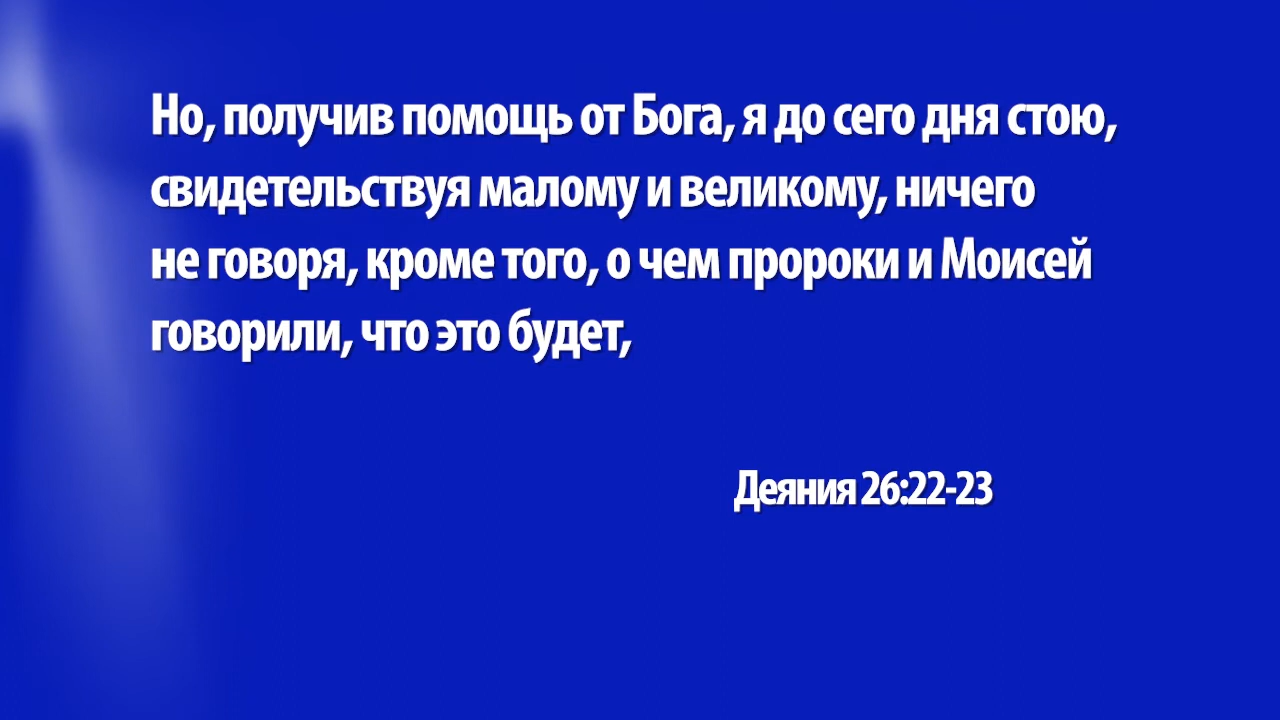 Но, получив помощь от Бога, я до сего дня стою,
свидетельствуя малому и великому, ничего
не говоря, кроме того, о чем пророки и Моисей
говорили, что это будет,
Деяния 26:22-23